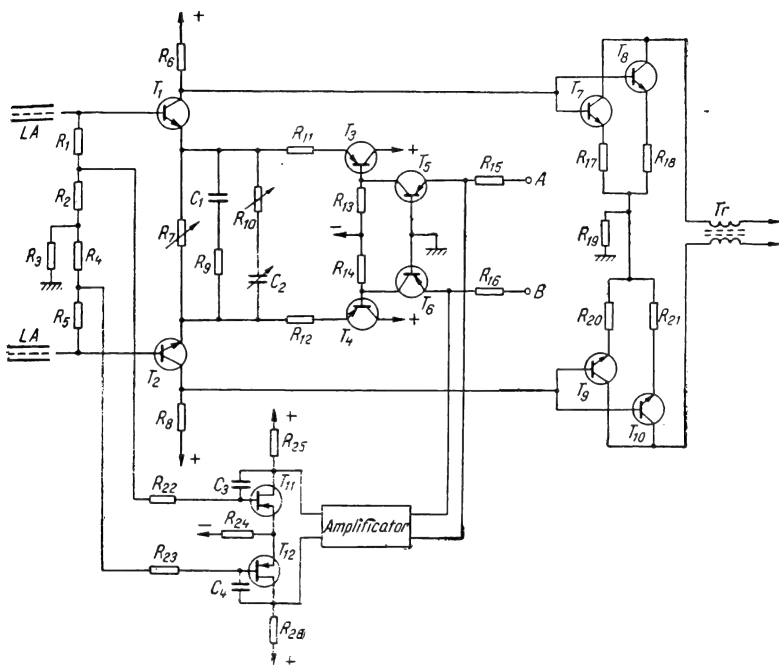 +
R6
T1
LA
R1
R2
R3
R4
R5
LA
T2
R8
+
R7
C1
R9
R10
C2
R11
R12
T3
+
T4
+
R13
−
R14
T5
T6
R15
A
R16
B
T7
T8
R17
R18
R19
Tr
R20
R21
T9
T10
+
R25
C3
T11
R22
− R24
T12
R23
C4
Amplificator
+